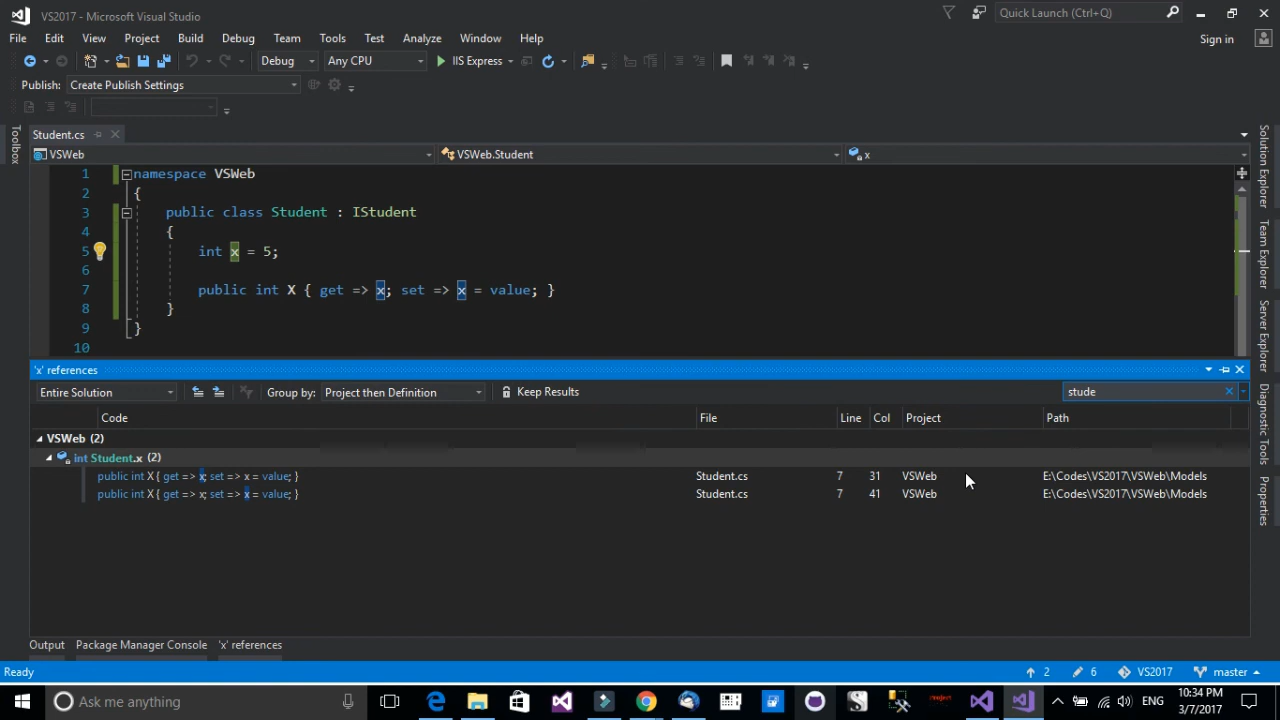 VS2017 - Microsoft Visual Studio
Quick Launch (Ctrl+Q)
File Edit View Project Build Debug Team Tools Test Analyze Window Help
Sign in
Debug Any CPU IIS Express
Publish: Create Publish Settings
Toolbox
Student.cs
VSWeb VSWeb.Student x
1 namespace VSWeb
2 {
3 public class Student : IStudent
4 {
5 int x = 5;
6
7 public int X { get => x; set => x = value; }
8 }
9 }
10
'x' references
Entire Solution Group by: Project then Definition Keep Results stude
Code File Line Col Project Path
VSWeb (2)
int Student.x (2)
public int X { get => x; set => x = value; } Student.cs 7 31 VSWeb E:\Codes\VS2017\VSWeb\Models
public int X { get => x; set => x = value; } Student.cs 7 41 VSWeb E:\Codes\VS2017\VSWeb\Models
Solution Explorer
Team Explorer
Server Explorer
Diagnostic Tools
Properties
Output Package Manager Console 'x' references
Ready 2 6 VS2017 master
Ask me anything
ENG
10:34 PM
3/7/2017